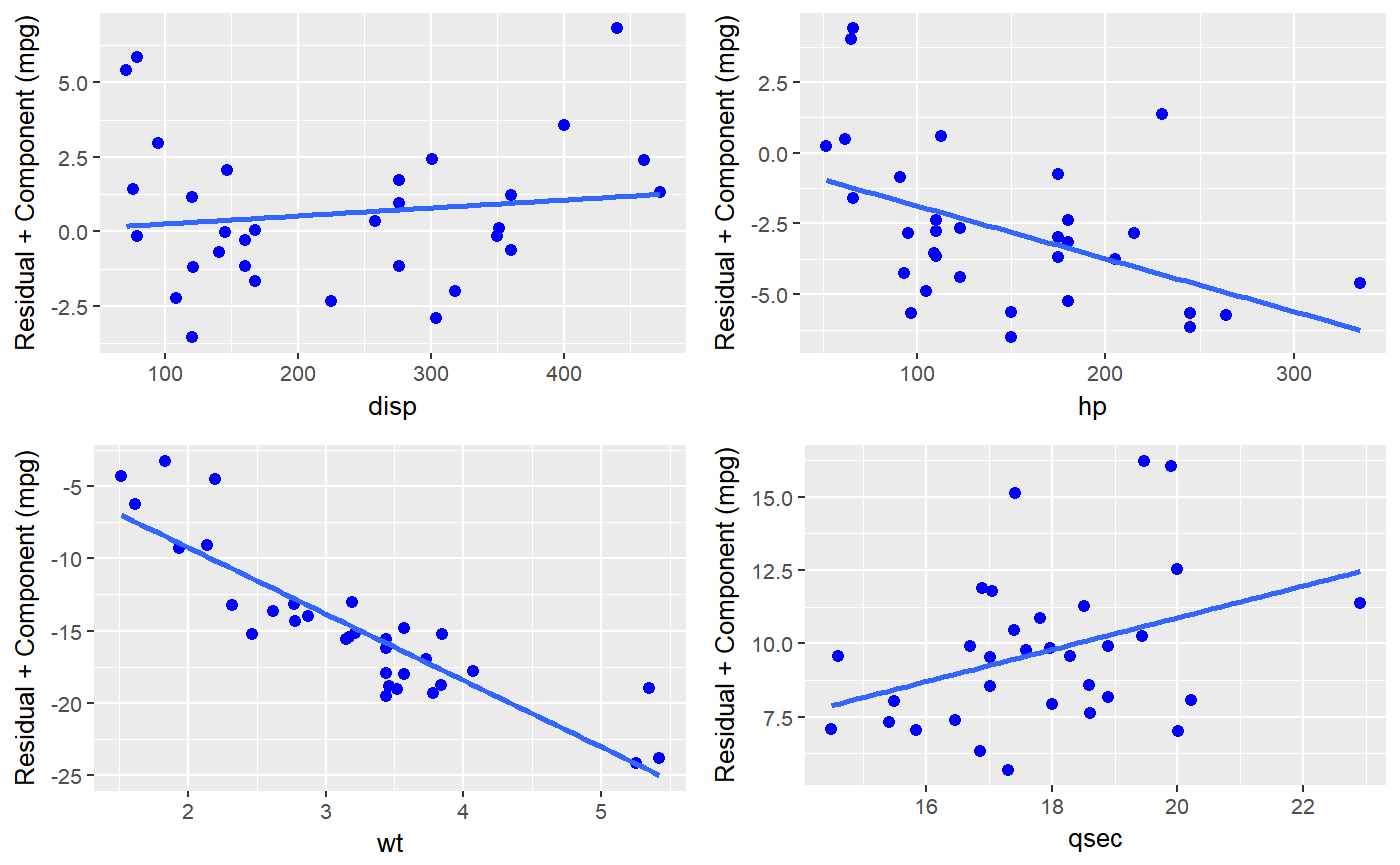 Residual + Component (mpg)
5.0
2.5
0.0
-2.5
100 200 300 400
disp
Residual + Component (mpg)
2.5
0.0
-2.5
-5.0
100 200 300
hp
Residual + Component (mpg)
-5
-10
-15
-20
-25
2 3 4 5
wt
Residual + Component (mpg)
15.0
12.5
10.0
7.5
16 18 20 22
qsec